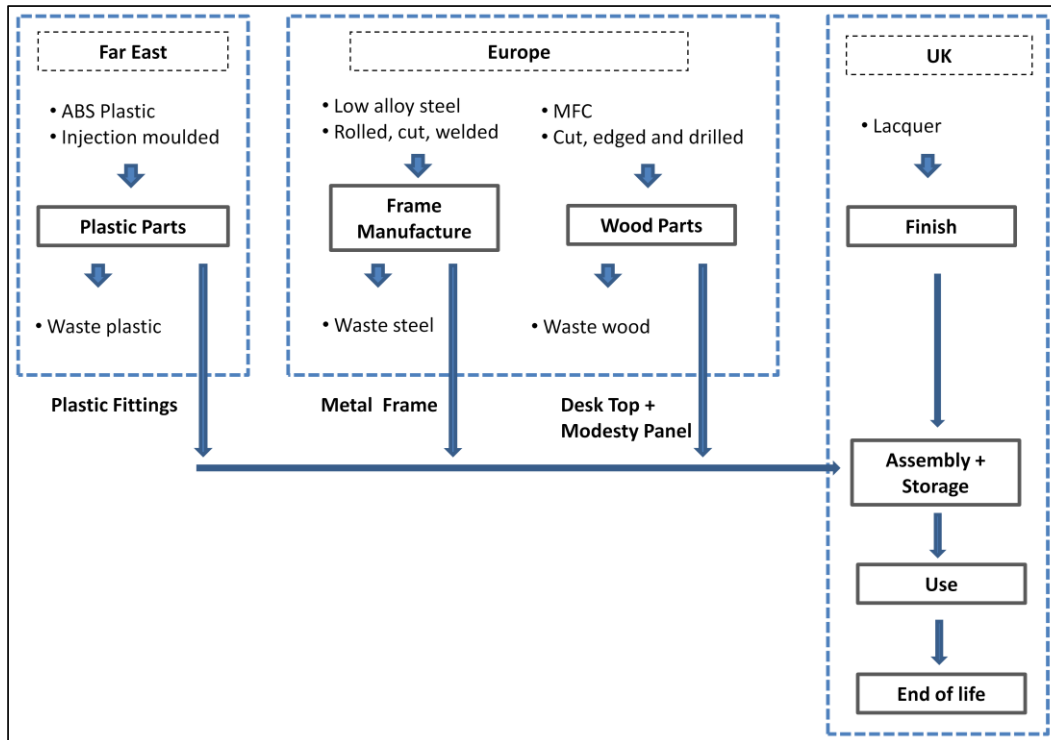 Far East
• ABS Plastic
• Injection moulded
Plastic Parts
• Waste plastic
Plastic Fittings
Europe
• Low alloy steel
• Rolled, cut, welded
Frame
Manufacture
• Waste steel
Metal Frame
• MFC
• Cut, edged and drilled
Wood Parts
• Waste wood
Desk Top +
Modesty Panel
UK
• Lacquer
Finish
Assembly +
Storage
Use
End of life